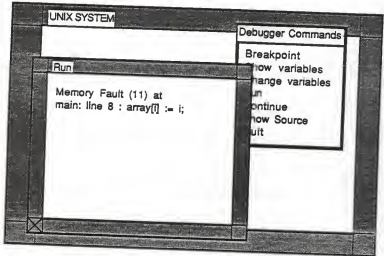 UNIX SYSTEM
Debugger Commands
Breakpoint
how variables
hange variables
un
ontinue
how Source
uit
Run
Memory Fault (11) at
main: line 8 : array[i] := i;